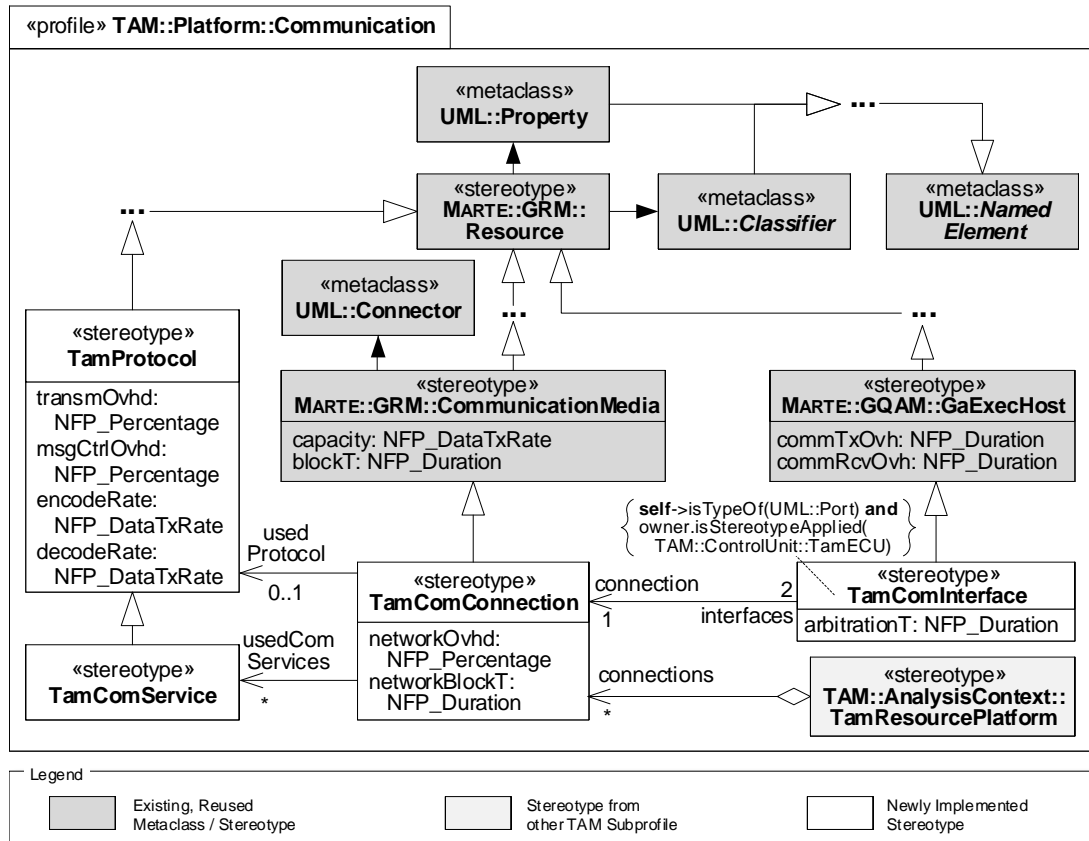 «profile» TAM::Platform::Communication
«metaclass»
UML::Property
...
«stereotype»
MARTE::GRM::
Resource
«metaclass»
UML::Classifier
«metaclass»
UML::Named
Element
...
«metaclass»
UML::Connector
...
...
«stereotype»
TamProtocol
transmOvhd:
NFP_Percentage
msgCtrlOvhd:
NFP_Percentage
encodeRate:
NFP_DataTxRate
decodeRate:
NFP_DataTxRate
«stereotype»
MARTE::GRM::CommunicationMedia
capacity: NFP_DataTxRate
blockT: NFP_Duration
«stereotype»
MARTE::GQAM::GaExecHost
commTxOvh: NFP_Duration
commRcvOvh: NFP_Duration
self->isTypeOf(UML::Port) and
owner.isStereotypeApplied(
TAM::ControlUnit::TamECU)
used
Protocol
0..1
«stereotype»
TamComConnection
networkOvhd:
NFP_Percentage
networkBlockT:
NFP_Duration
connection
1
2
interfaces
«stereotype»
TamComInterface
arbitrationT: NFP_Duration
«stereotype»
TamComService
usedCom
Services
*
connections
*
«stereotype»
TAM::AnalysisContext::
TamResourcePlatform
Legend
Existing, Reused
Metaclass / Stereotype
Stereotype from
other TAM Subprofile
Newly Implemented
Stereotype